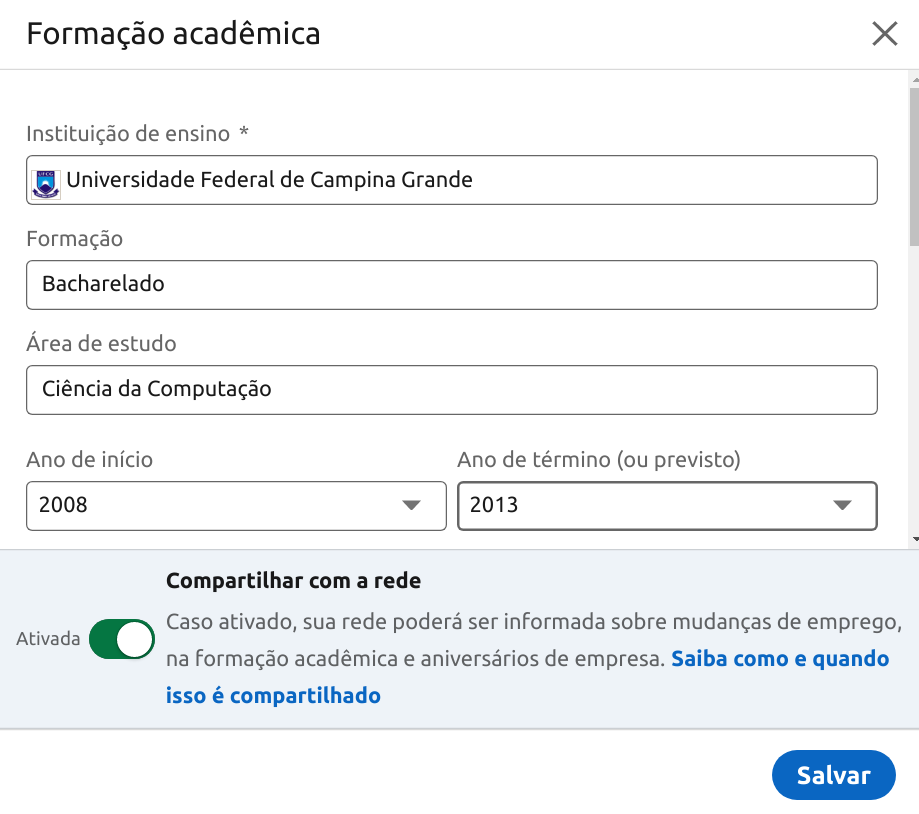 Formação acadêmica
Instituição de ensino *
Universidade Federal de Campina Grande
Formação
Bacharelado
Área de estudo
Ciência da Computação
Ano de início
Ano de término (ou previsto)
2008
2013
Compartilhar com a rede
Ativada
Caso ativado, sua rede poderá ser informada sobre mudanças de emprego,
na formação acadêmica e aniversários de empresa. Saiba como e quando
isso é compartilhado
Salvar